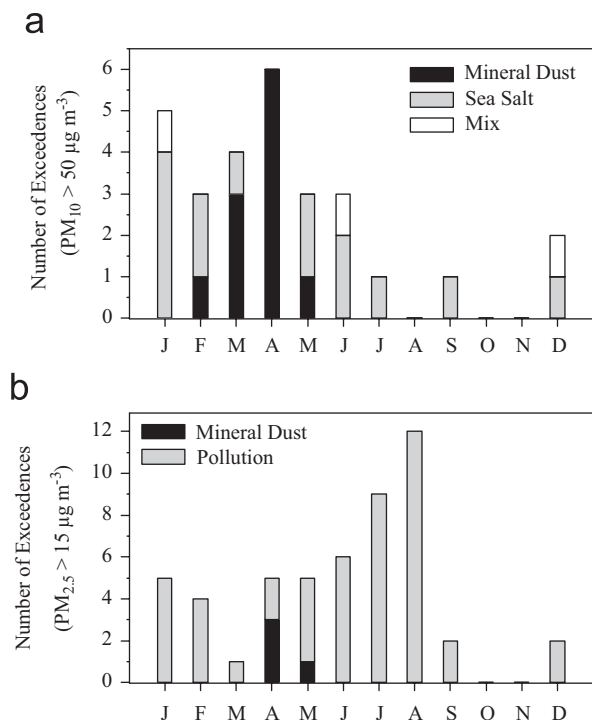 a
Number of Exceedences
(PM10 > 50 µg m-3)
6
5
4
3
2
1
0
Mineral Dust
Sea Salt
Mix
J F M A M J J A S O N D
b
Number of Exceedences
(PM2.5 > 15 µg m-3)
12
10
8
6
4
2
0
Mineral Dust
Pollution
J F M A M J J A S O N D